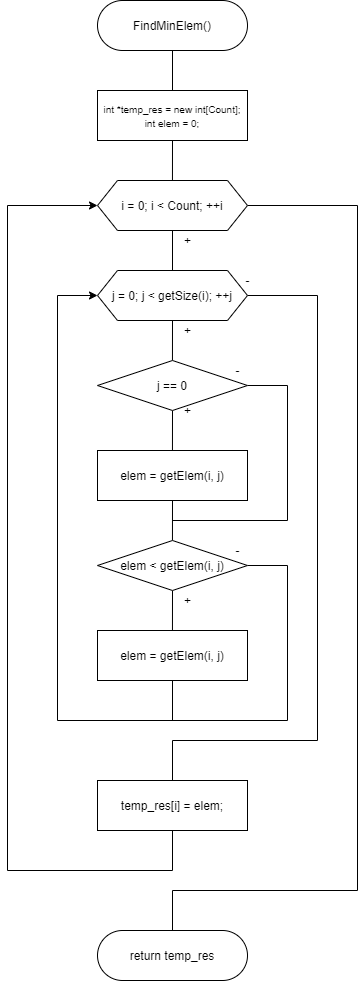 FindMinElem()
int *temp_res = new int[Count];
int elem = 0;
i = 0; i < Count; ++i
+
-
j = 0; j < getSize(i); ++j
+
-
j == 0
+
elem = getElem(i, j)
-
elem < getElem(i, j)
+
elem = getElem(i, j)
temp_res[i] = elem;
return temp_res